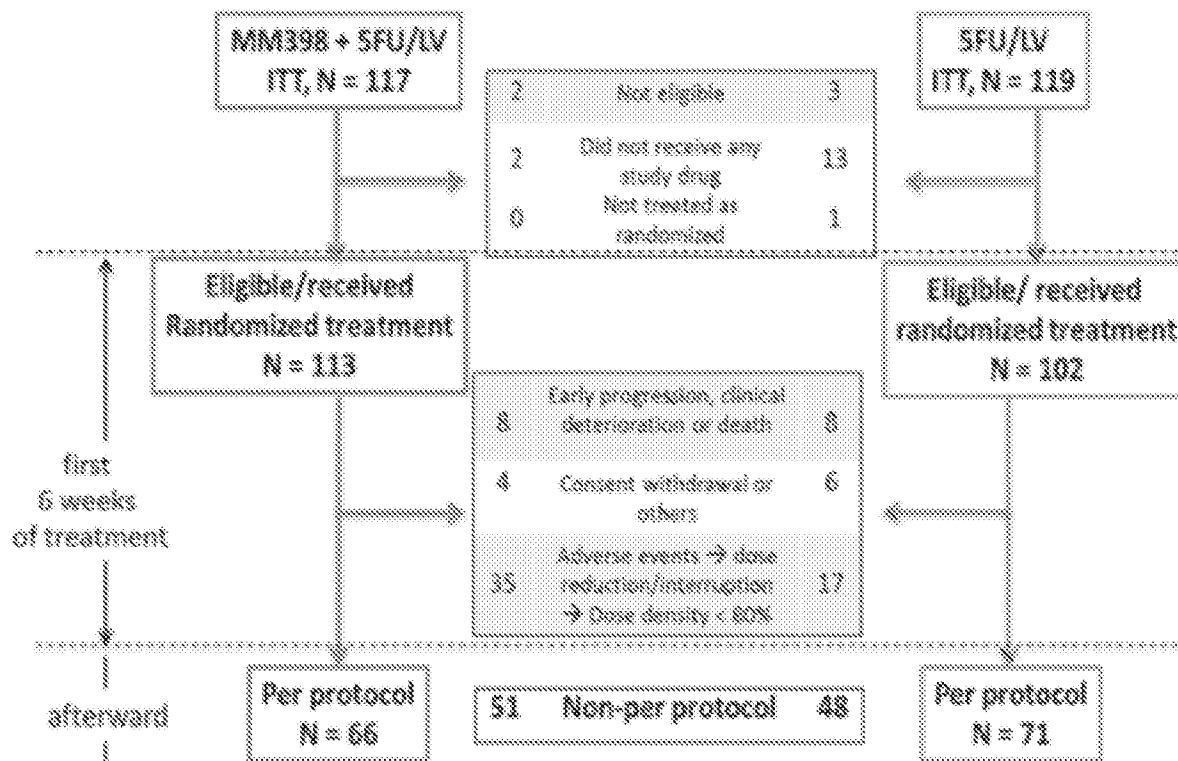 MM398 + 5FU/LV
ITT, N = 117
5FU/LV
ITT, N = 119
2 Not eligible 3
2 Did not receive any 13
study drug
0 Not treated as 1
randomized
Eligible/received
Randomized treatment
N = 113
Eligible/ received
randomized treatment
N = 102
8 Early progression, clinical 8
deterioration or death
first
6 weeks
of treatment
4 Consent withdrawal or 6
others
35 Adverse events → dose 17
reduction/interruption
→ Dose density < 80%
afterward
Per protocol
N = 66
51 Non-per protocol 48
Per protocol
N = 71